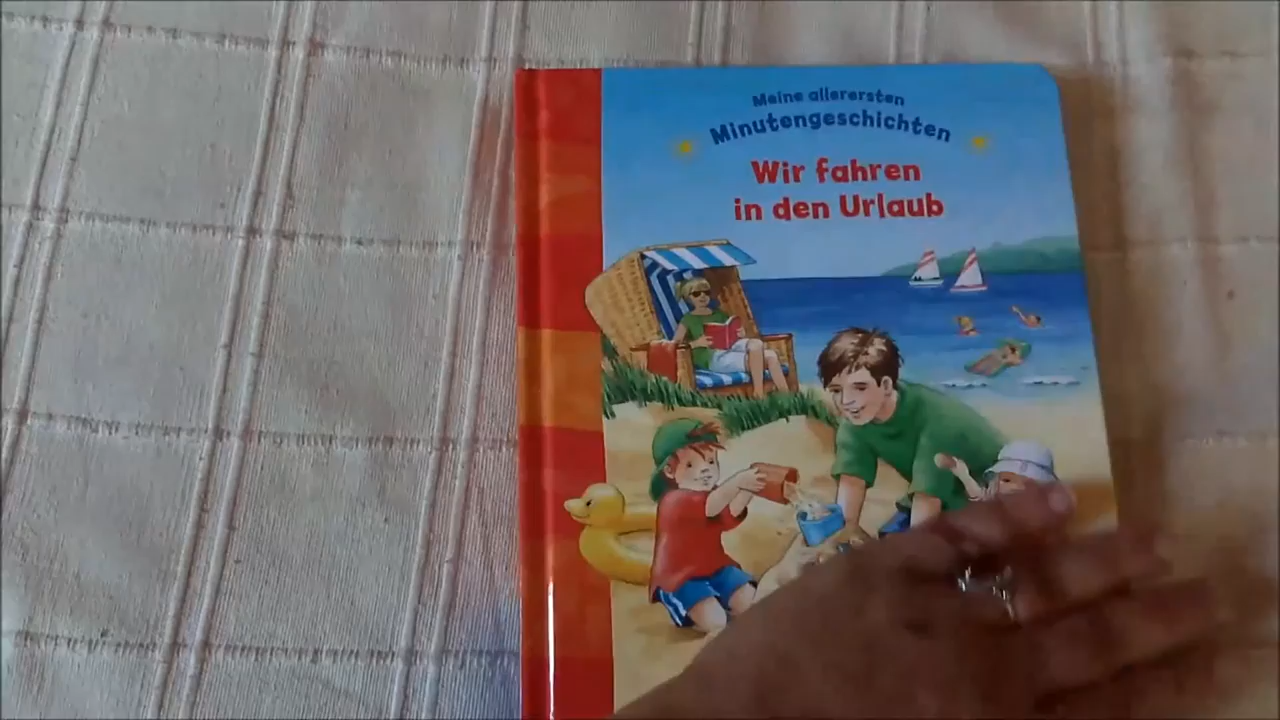 Meine allerersten
Minutengeschichten
Wir fahren
in den Urlaub